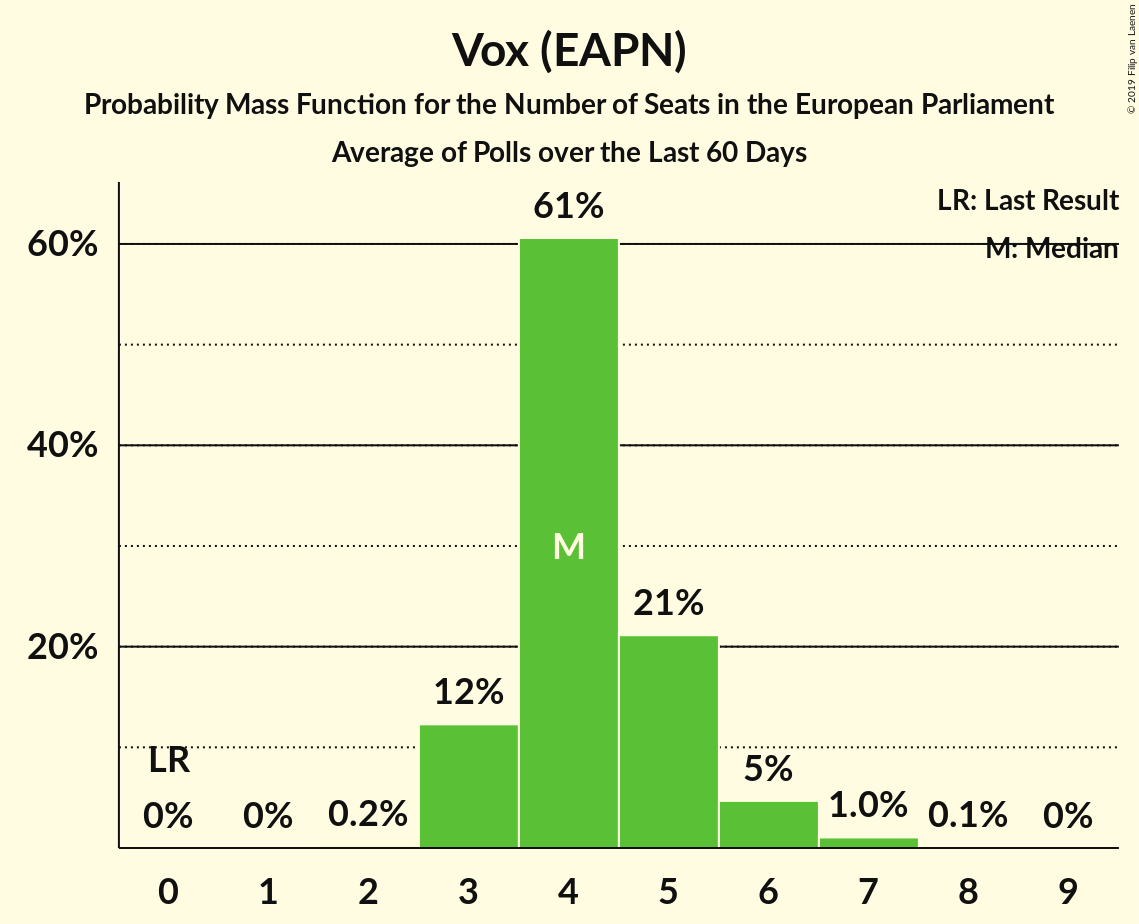 Vox (EAPN)
Probability Mass Function for the Number of Seats in the European Parliament
Average of Polls over the Last 60 Days
© 2019 Filip van Laenen
LR: Last Result
M: Median
61%
60%
40%
M
21%
20%
12%
LR
5%
0%
0%
0.2%
1.0%
0.1%
0%
0 1 2 3 4 5 6 7 8 9